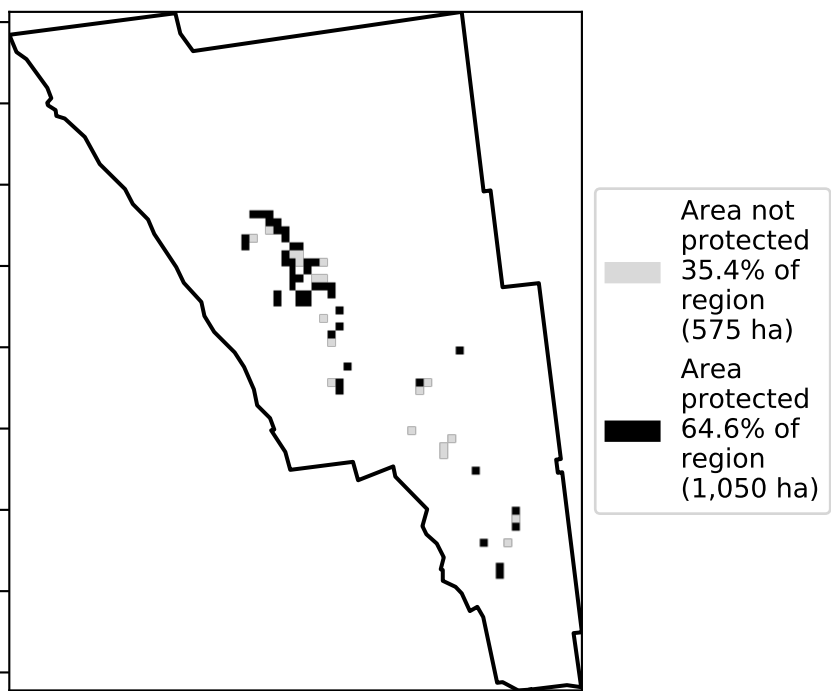 Area not
protected
35.4% of
region
(575 ha)
Area
protected
64.6% of
region
(1,050 ha)